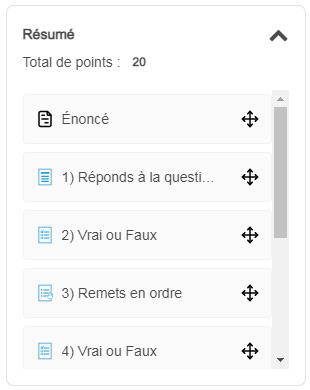 Résumé
Total de points : 20
Énoncé
1) Réponds à la questi...
2) Vrai ou Faux
3) Remets en ordre
4) Vrai ou Faux